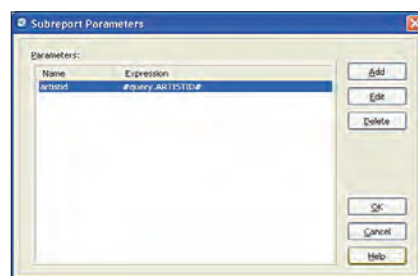 Subreport Parameters
Parameters:
Name Expression
artistid #query.ARTISTID#
Add
Edit
Delete
OK
Cancel
Help